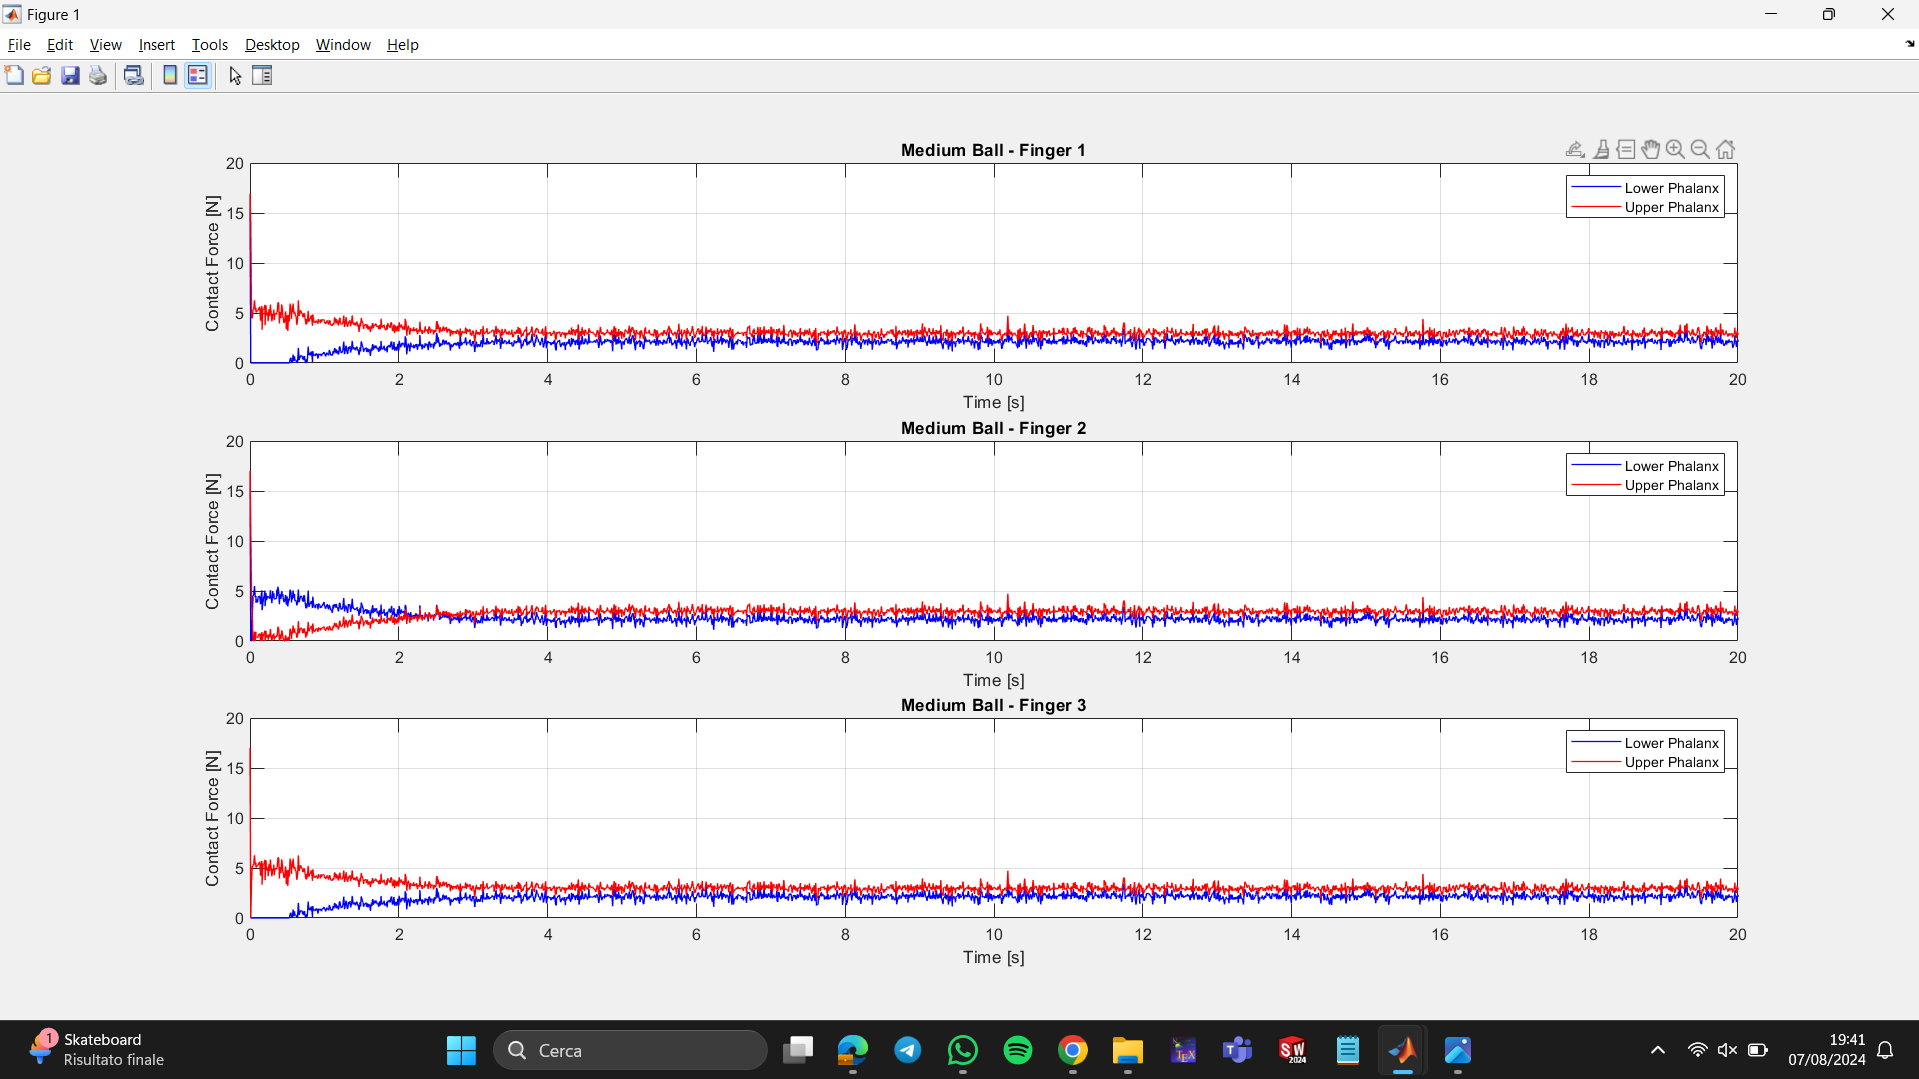 Figure 1
File Edit View Insert Tools Desktop Window Help
Medium Ball - Finger 1
Lower Phalanx
Upper Phalanx
Contact Force [N]
20
15
10
5
0
0 2 4 6 8 10 12 14 16 18 20
Time [s]
Medium Ball - Finger 2
Lower Phalanx
Upper Phalanx
Contact Force [N]
20
15
10
5
0
0 2 4 6 8 10 12 14 16 18 20
Time [s]
Medium Ball - Finger 3
Lower Phalanx
Upper Phalanx
Contact Force [N]
20
15
10
5
0
0 2 4 6 8 10 12 14 16 18 20
Time [s]
1
Skateboard
Risultato finale
Cerca
TEX
T
SW
2024
19:41
07/08/2024